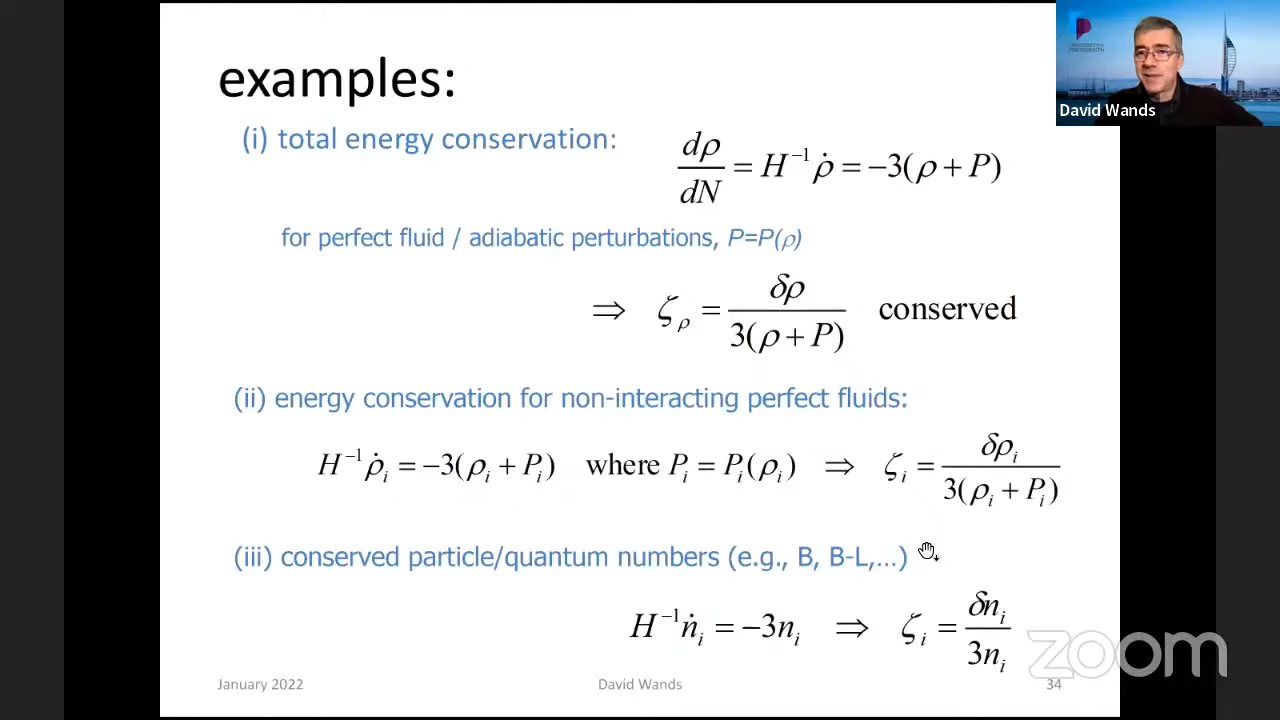 examples:
(i) total energy conservation:
dρ/dN = H⁻¹ρ̇ = −3(ρ + P)
for perfect fluid / adiabatic perturbations, P=P(ρ)
⇒ ζ_ρ = δρ/3(ρ + P) conserved
(ii) energy conservation for non-interacting perfect fluids:
H⁻¹ρ̇_i = −3(ρ_i + P_i) where P_i = P_i(ρ_i) ⇒ ζ_i = δρ_i/3(ρ_i + P_i)
(iii) conserved particle/quantum numbers (e.g., B, B-L,...)
H⁻¹ṅ_i = −3n_i ⇒ ζ_i = δn_i/3n_i
January 2022
David Wands
34
David Wands
zoom